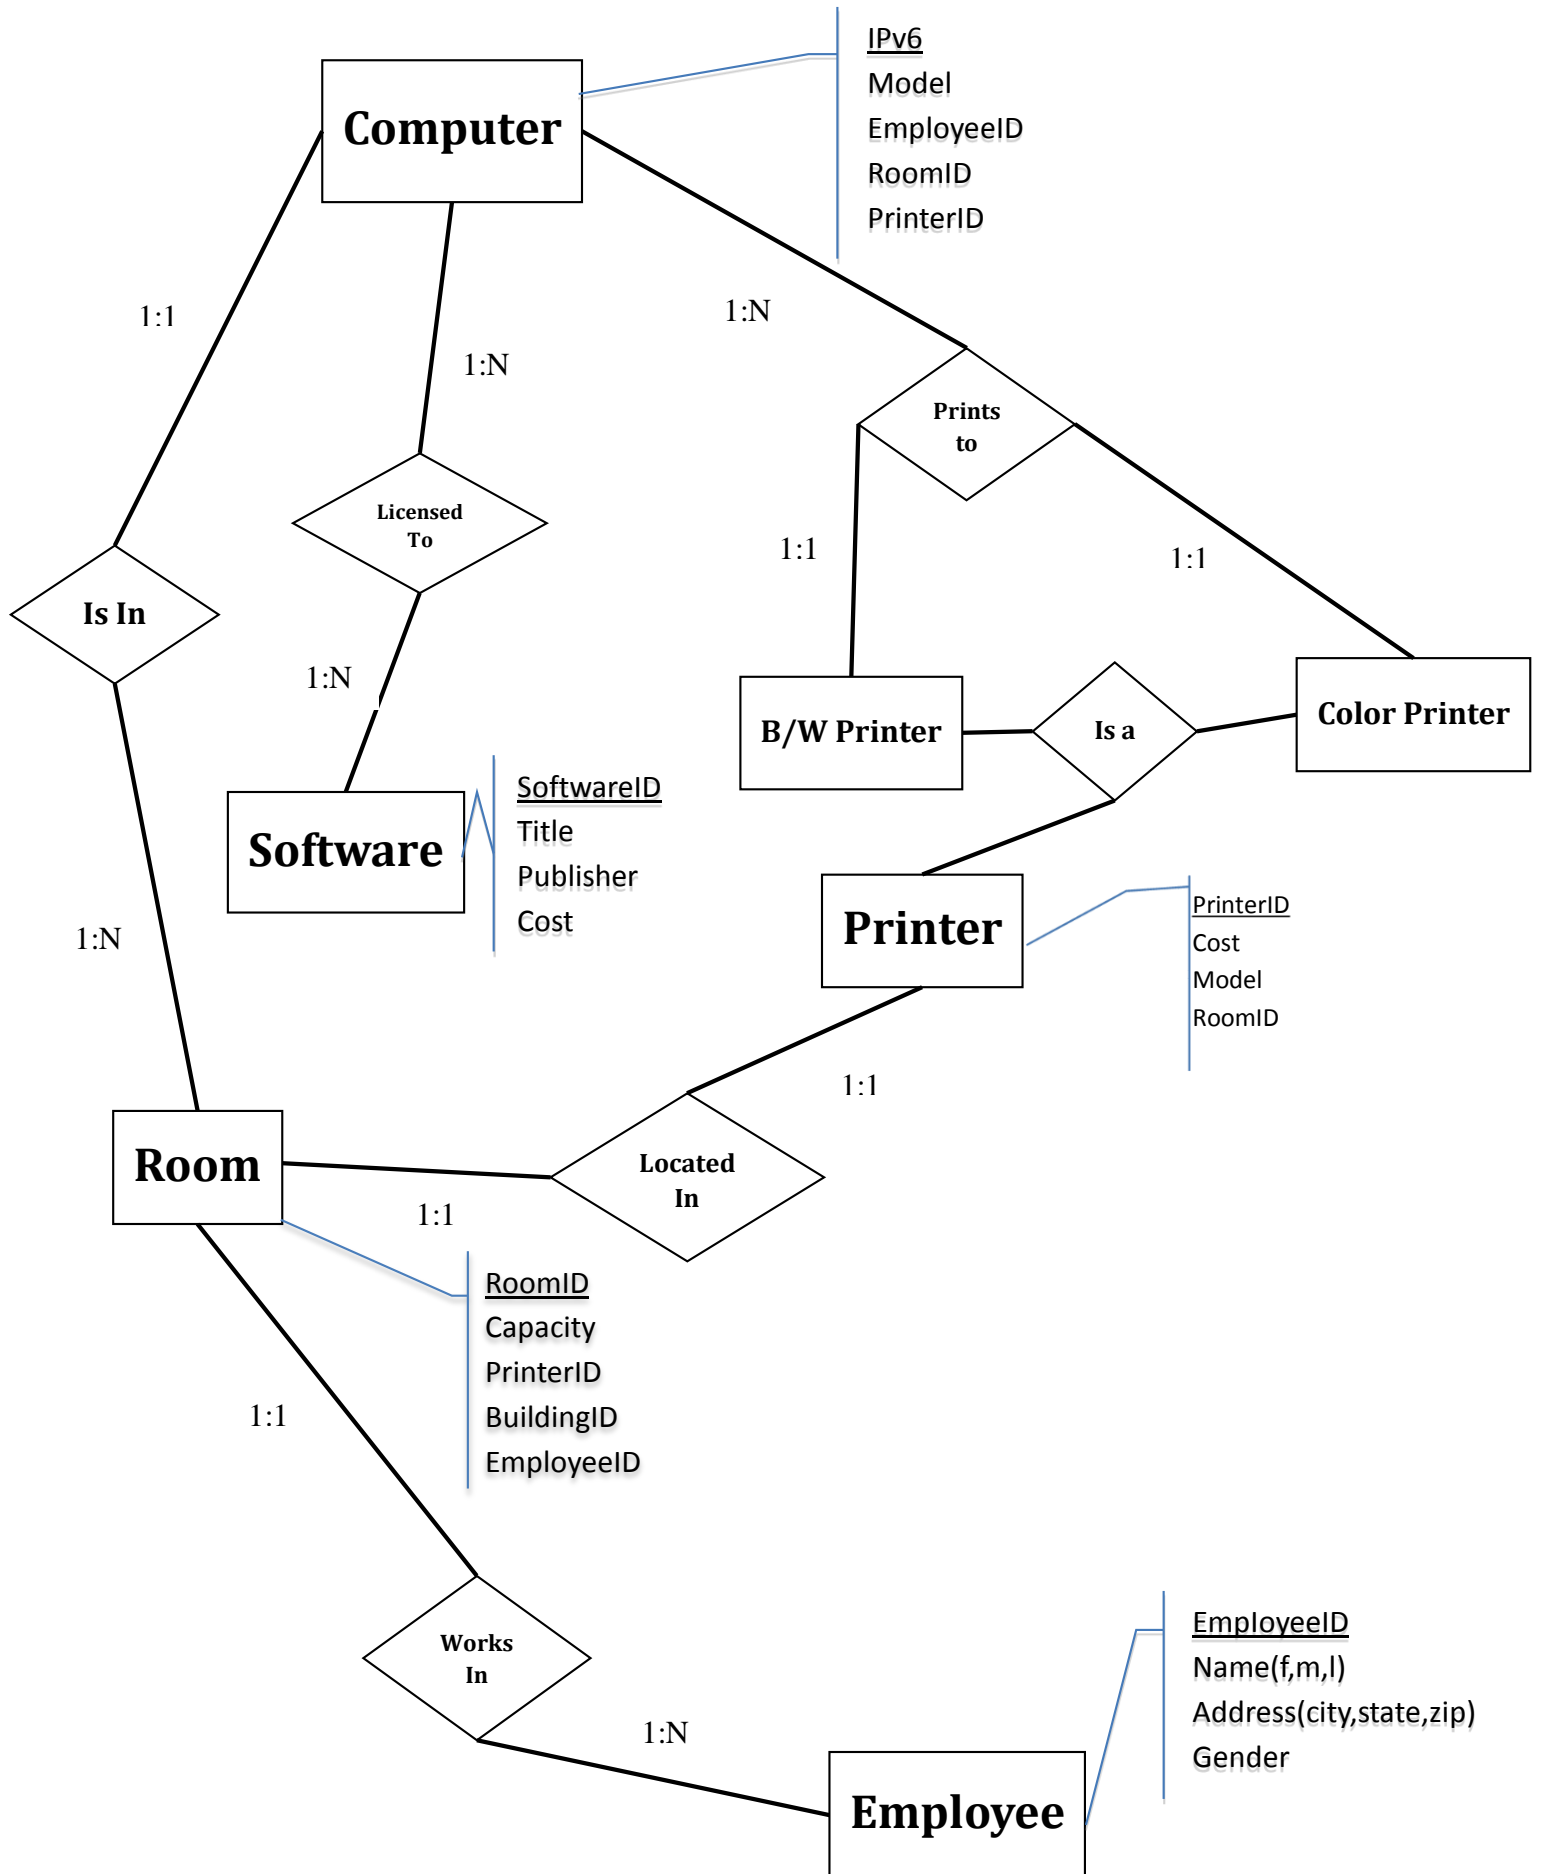 IPv6
Model
EmployeeID
RoomID
PrinterID
Computer
1:1
1:N
1:N
Prints
to
Licensed
To
1:1
1:1
Is In
1:N
B/W Printer
Is a
Color Printer
SoftwareID
Title
Publisher
Cost
Software
1:N
Printer
PrinterID
Cost
Model
RoomID
1:1
Room
Located
In
1:1
RoomID
Capacity
PrinterID
BuildingID
EmployeeID
1:1
Works
In
1:N
EmployeeID
Name(f,m,l)
Address(city,state,zip)
Gender
Employee